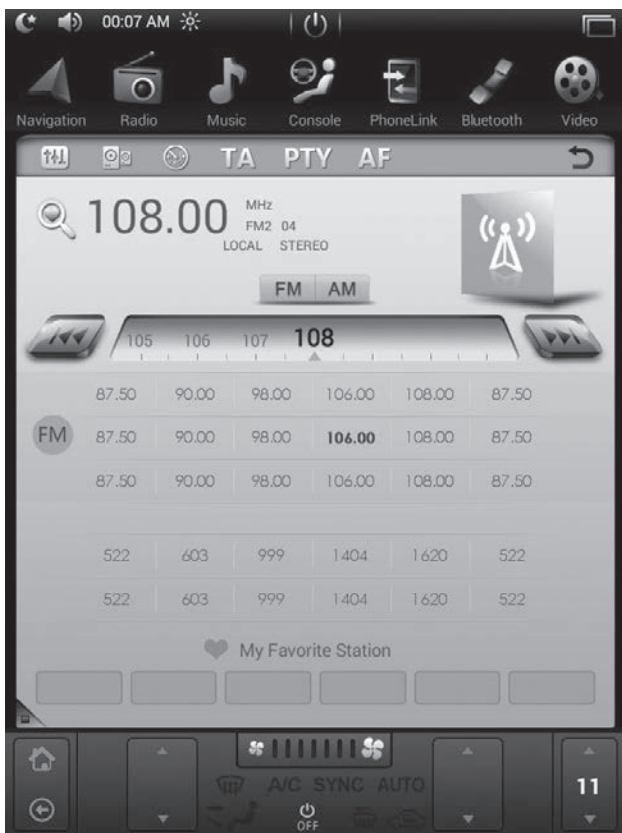 00:07 AM
Navigation Radio Music Console PhoneLink Bluetooth Video
TA PTY AF
108.00 MHz
FM2 04
LOCAL STEREO
FM AM
105 106 107 108
87.50 90.00 98.00 106.00 108.00 87.50
FM 87.50 90.00 98.00 106.00 108.00 87.50
87.50 90.00 98.00 106.00 108.00 87.50
522 603 999 1404 1620 522
522 603 999 1404 1620 522
My Favorite Station
A/C SYNC AUTO
11
OFF